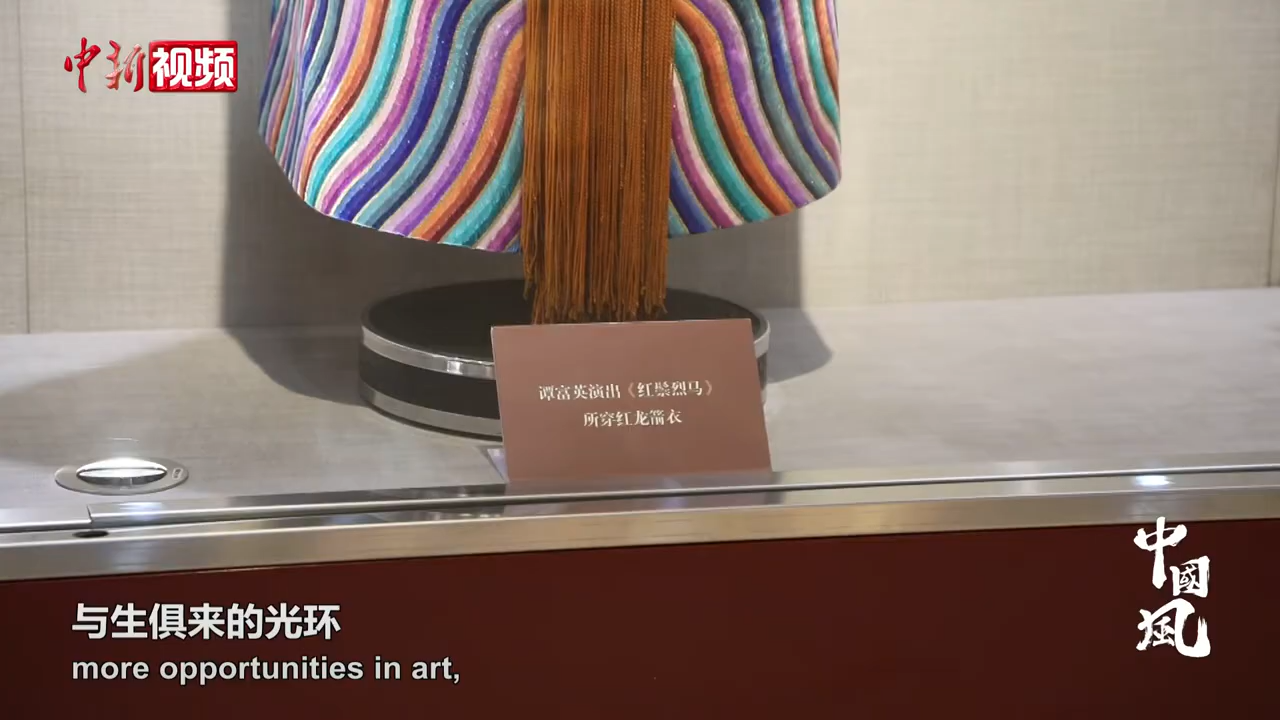 中新视频
谭富英演出《红鬃烈马》
所穿红龙箭衣
中國風
与生俱来的光环
more opportunities in art,